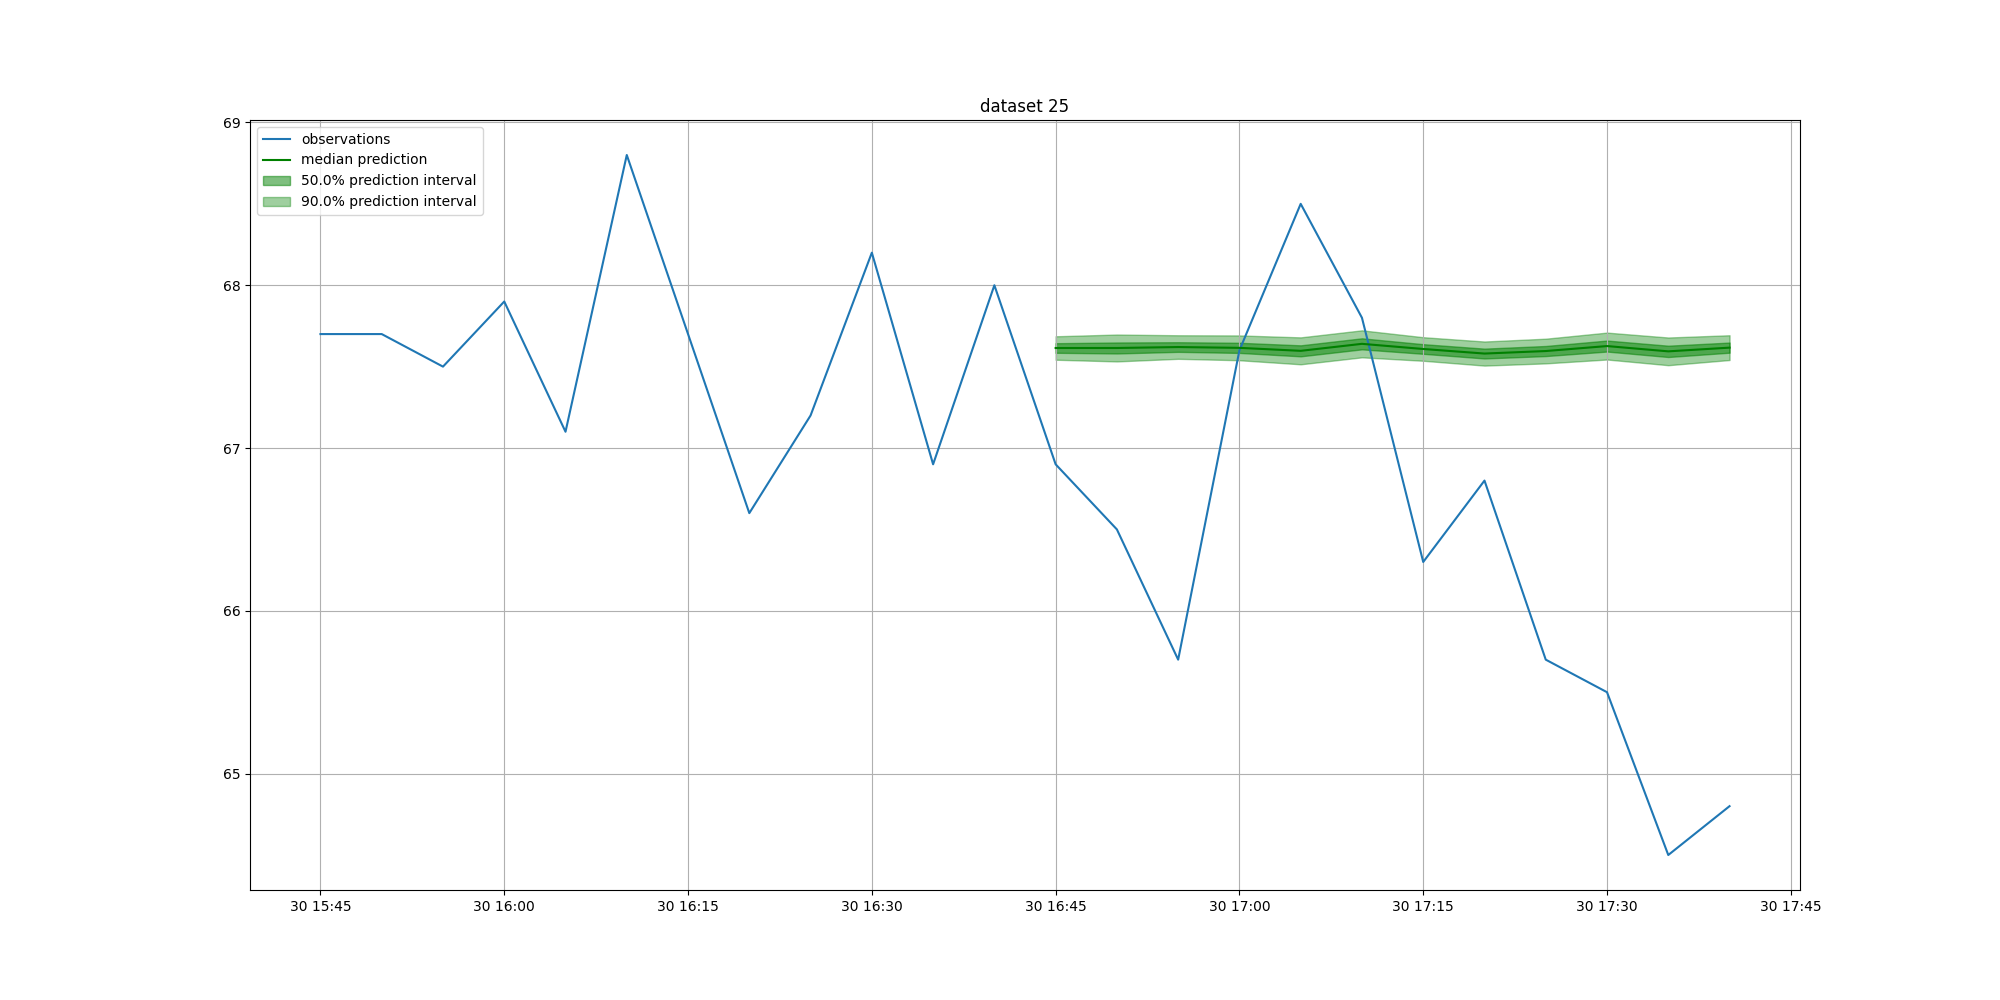 dataset 25
69
observations
median prediction
50.0% prediction interval
90.0% prediction interval
68
67
66
65
30 15:45
30 16:00
30 16:15
30 16:30
30 16:45
30 17:00
30 17:15
30 17:30
30 17:45